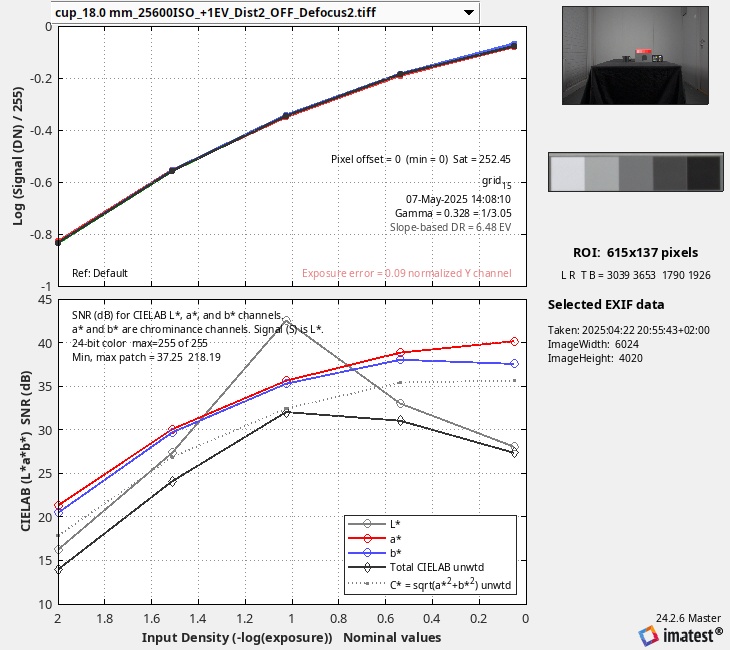 cup_18.0 mm_25600ISO_+1EV_Dist2_OFF_Defocus2.tiff
0
-0.2
-0.4
-0.6
-0.8
-1
Log (Signal (DN) / 255)
Pixel offset = 0 (min = 0) Sat = 252.45
grid_15
07-May-2025 14:08:10
Gamma = 0.328 = 1/3.05
Slope-based DR = 6.48 EV
Ref: Default
Exposure error = 0.09 normalized Y channel
ROI: 615x137 pixels
L R T B = 3039 3653 1790 1926
Selected EXIF data
Taken: 2025:04:22 20:55:43+02:00
ImageWidth: 6024
ImageHeight: 4020
45
40
35
30
25
20
15
10
CIELAB (L*a*b*) SNR (dB)
SNR (dB) for CIELAB L*, a*, and b* channels.
a* and b* are chrominance channels. Signal (S) is L*.
24-bit color max=255 of 255
Min, max patch = 37.25 218.19
L*
a*
b*
Total CIELAB unwtd
C* = sqrt(a*²+b*²) unwtd
2 1.8 1.6 1.4 1.2 1 0.8 0.6 0.4 0.2 0
Input Density (-log(exposure)) Nominal values
24.2.6 Master
imatest®